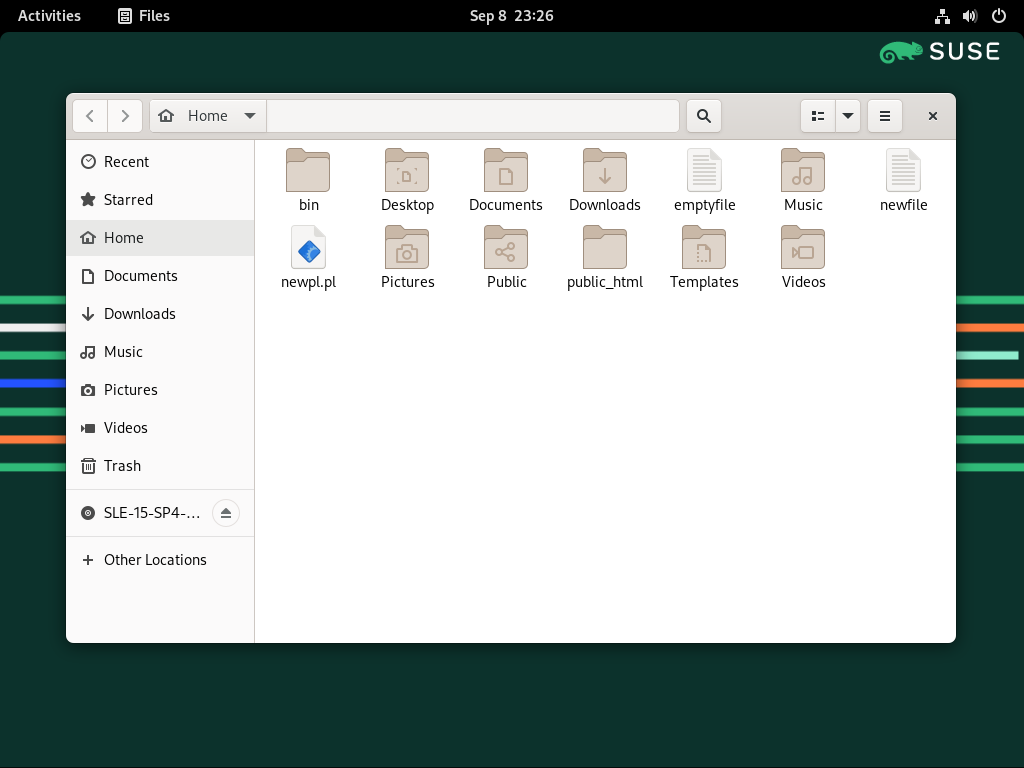 Activities Files Sep 8 23:26
SUSE
Home
Recent
Starred
Home
Documents
Downloads
Music
Pictures
Videos
Trash
SLE-15-SP4-...
Other Locations
bin Desktop Documents Downloads emptyfile Music newfile
newpl.pl Pictures Public public_html Templates Videos